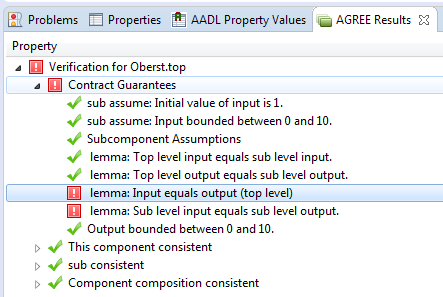 Problems Properties AADL Property Values AGREE Results
Property
Verification for Oberst.top
Contract Guarantees
sub assume: Initial value of input is 1.
sub assume: Input bounded between 0 and 10.
Subcomponent Assumptions
lemma: Top level input equals sub level input.
lemma: Top level output equals sub level output.
lemma: Input equals output (top level)
lemma: Sub level input equals sub level output.
Output bounded between 0 and 10.
This component consistent
sub consistent
Component composition consistent